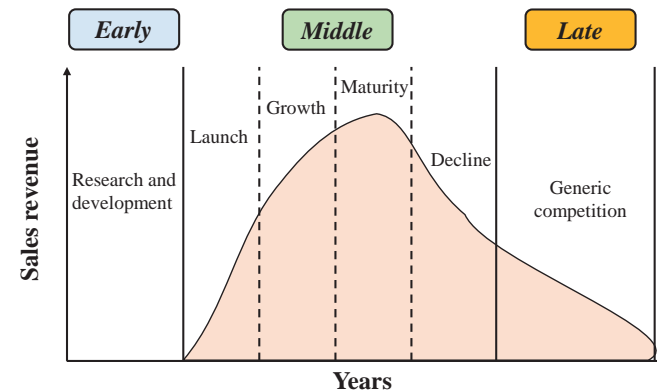 Early
Middle
Late
Maturity
Growth
Launch
Decline
Research and
development
Generic
competition
Sales revenue
Years